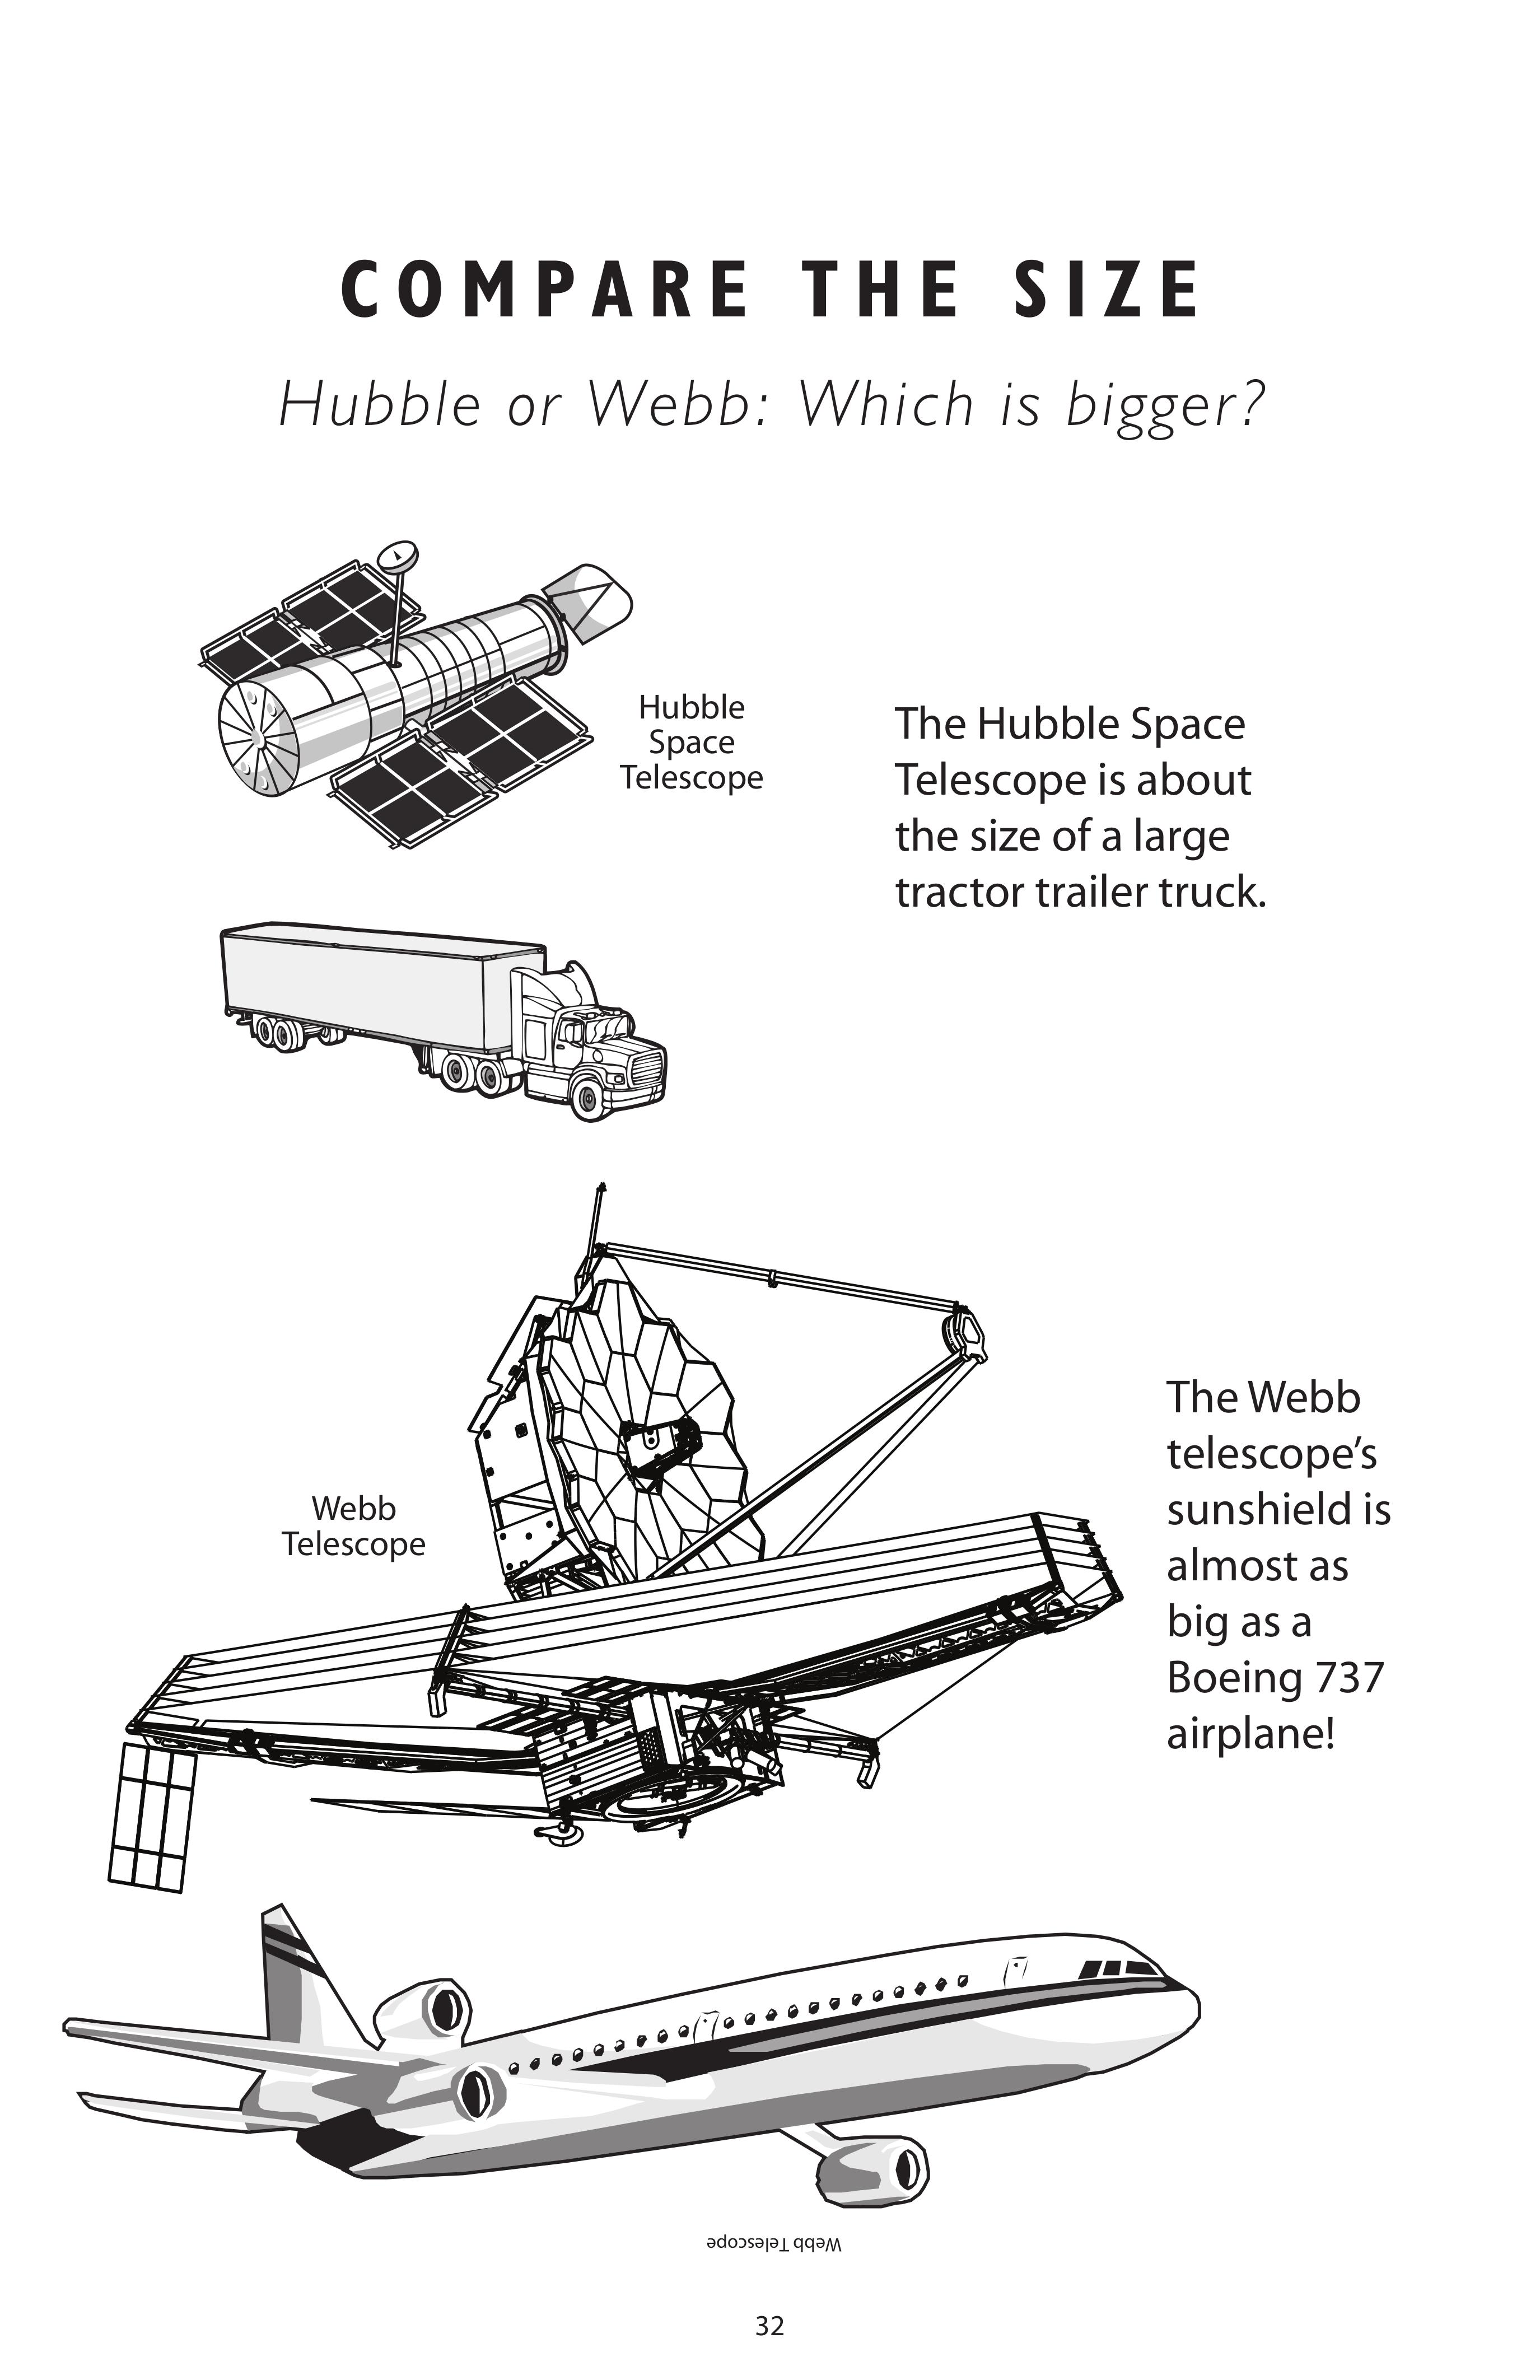 COMPARE THE SIZE
Hubble or Webb: Which is bigger?
Hubble
Space
Telescope
The Hubble Space
Telescope is about
the size of a large
tractor trailer truck.
Webb
Telescope
The Webb
telescope’s
sunshield is
almost as
big as a
Boeing 737
airplane!
Webb Telescope
32